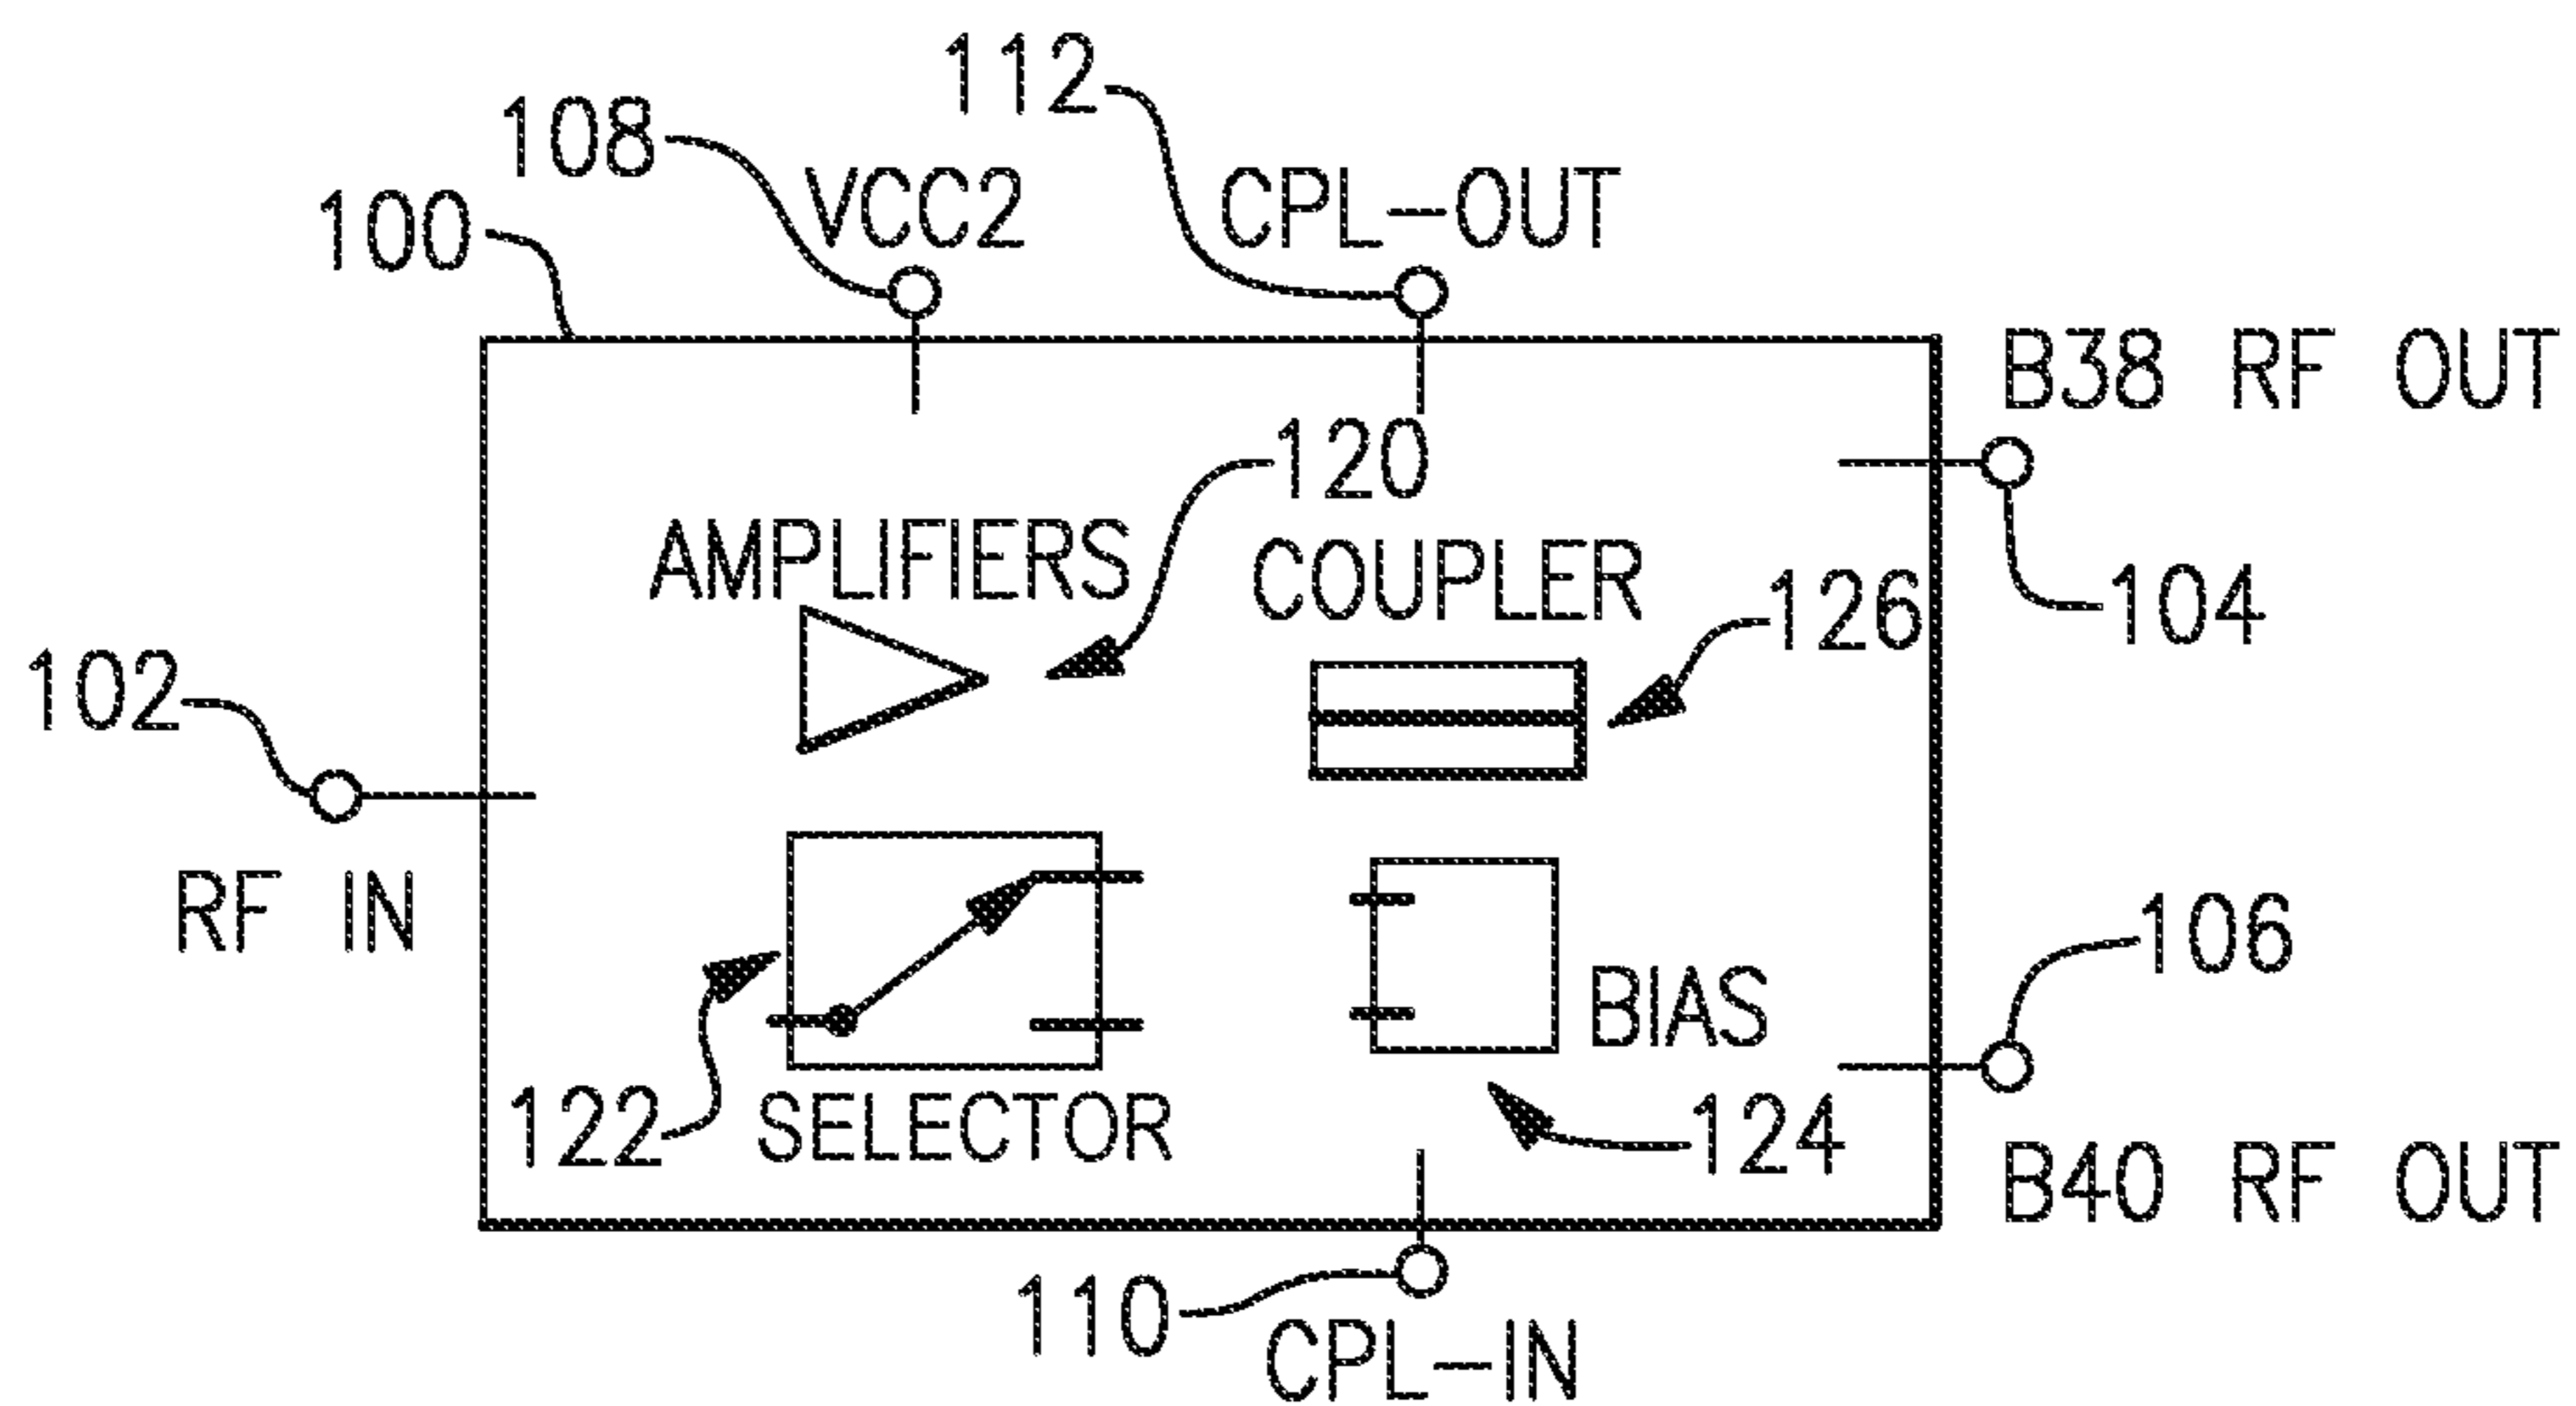 112
108
VCC2 CPL-OUT
100
B38 RF OUT
120
AMPLIFIERS COUPLER
126
104
102
RF IN
106
BIAS
122 SELECTOR 124
B40 RF OUT
110
CPL-IN